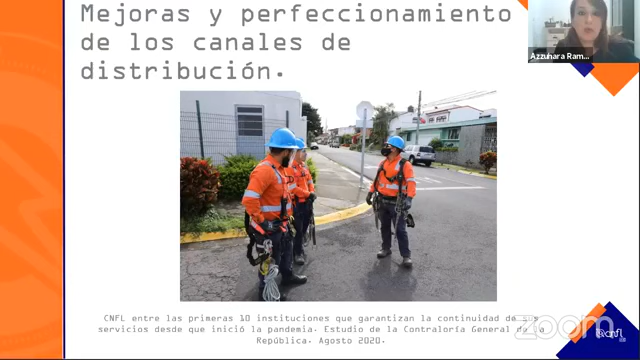 Mejoras y perfeccionamiento
de los canales de
distribución.
Azzuhara Ram...
CNFL entre las primeras 10 instituciones que garantizan la continuidad de sus
servicios desde que inició la pandemia. Estudio de la Contraloría General de la
República. Agosto 2020.
zoom
cnfl